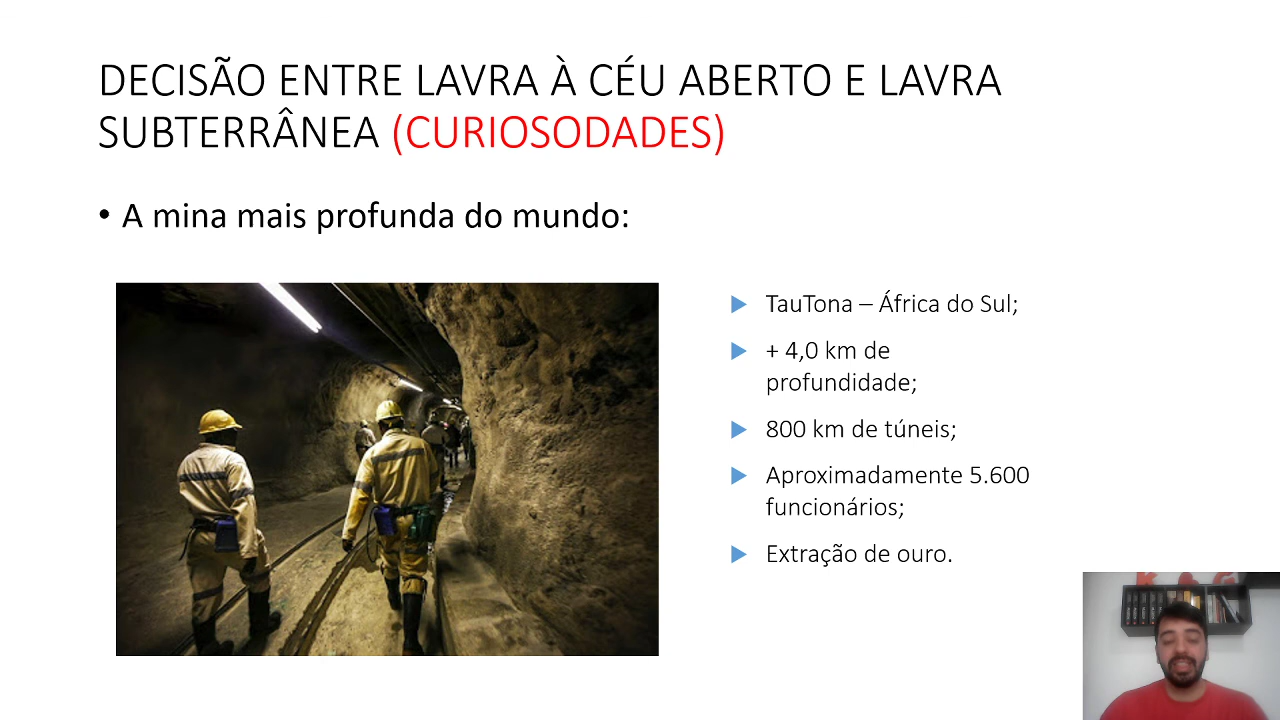 DECISÃO ENTRE LAVRA À CÉU ABERTO E LAVRA
SUBTERRÂNEA (CURIOSODADES)
• A mina mais profunda do mundo:
TauTona – África do Sul;
+ 4,0 km de
profundidade;
800 km de túneis;
Aproximadamente 5.600
funcionários;
Extração de ouro.